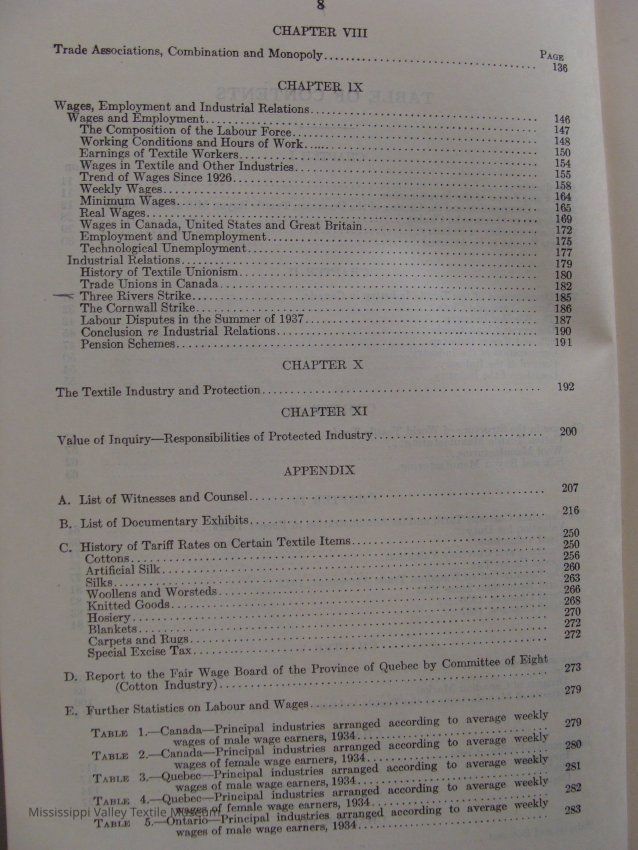 8
CHAPTER VIII
PAGE
Trade Associations, Combination and Monopoly 136
CHAPTER IX
Wages, Employment and Industrial Relations 146
Wages and Employment 147
The Composition of the Labour Force 148
Working Conditions and Hours of Work 150
Earnings of Textile Workers 154
Wages in Textile and Other Industries 155
Trend of Wages Since 1926 158
Weekly Wages 164
Minimum Wages 165
Real Wages 169
Wages in Canada, United States and Great Britain 172
Employment and Unemployment 175
Technological Unemployment 177
Industrial Relations 179
History of Textile Unionism 180
Trade Unions in Canada 182
Three Rivers Strike 185
The Cornwall Strike 186
Labour Disputes in the Summer of 1937 187
Conclusion re Industrial Relations 190
Pension Schemes 191
CHAPTER X
The Textile Industry and Protection 192
CHAPTER XI
Value of Inquiry—Responsibilities of Protected Industry 200
APPENDIX
A. List of Witnesses and Counsel 207
B. List of Documentary Exhibits 216
C. History of Tariff Rates on Certain Textile Items 250
Cottons 250
Artificial Silk 256
Silks 260
Woollens and Worsteds 263
Knitted Goods 266
Hosiery 268
Blankets 270
Carpets and Rugs 272
Special Excise Tax 272
D. Report to the Fair Wage Board of the Province of Quebec by Committee of Eight
(Cotton Industry) 273
E. Further Statistics on Labour and Wages 279
TABLE 1.—Canada—Principal industries arranged according to average weekly
wages of male wage earners, 1934 279
TABLE 2.—Canada—Principal industries arranged according to average weekly
wages of female wage earners, 1934 280
TABLE 3.—Quebec—Principal industries arranged according to average weekly
wages of male wage earners, 1934 281
TABLE 4.—Quebec—Principal industries arranged according to average weekly
wages of female wage earners, 1934 282
TABLE 5.—Ontario—Principal industries arranged according to average weekly
wages of male wage earners, 1934 283
Mississippi Valley Textile Museum